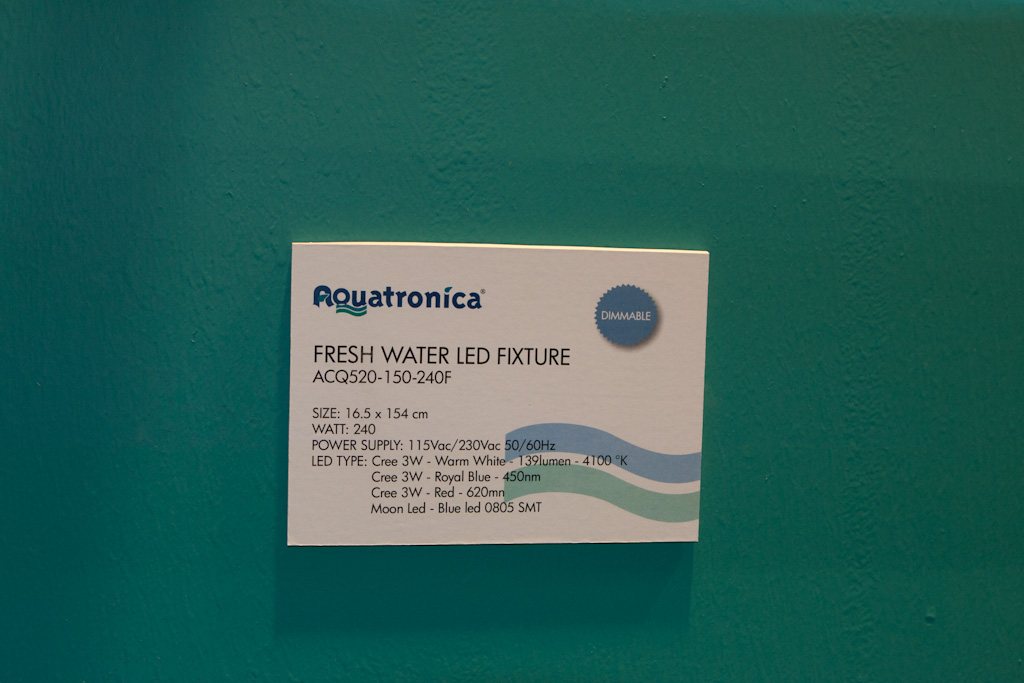 Aquatronica®
DIMMABLE
FRESH WATER LED FIXTURE
ACQ520-150-240F
SIZE: 16.5 x 154 cm
WATT: 240
POWER SUPPLY: 115Vac/230Vac 50/60Hz
LED TYPE: Cree 3W - Warm White - 139lumen - 4100 °K
Cree 3W - Royal Blue - 450nm
Cree 3W - Red - 620mn
Moon Led - Blue led 0805 SMT